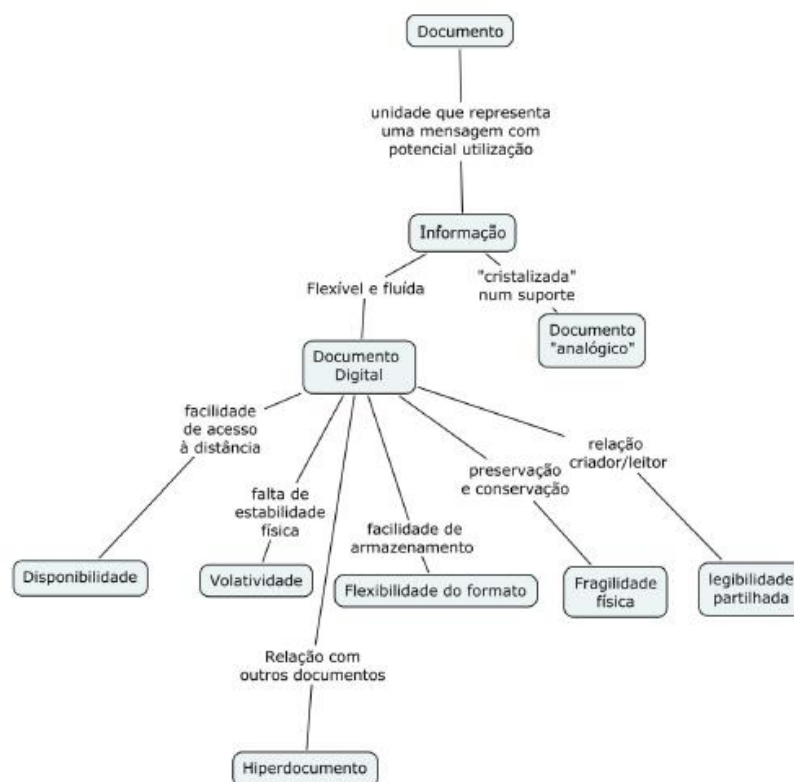 Documento
unidade que representa
uma mensagem com
potencial utilização
Informação
"cristalizada"
num suporte
Flexível e fluída
Documento
"analógico"
Documento
Digital
facilidade
de acesso
à distância
relação
criador/leitor
preservação
e conservação
falta de
estabilidade
física
facilidade de
armazenamento
Disponibilidade
Volatividade
Flexibilidade do formato
Fragilidade
física
legibilidade
partilhada
Relação com
outros documentos
Hiperdocumento